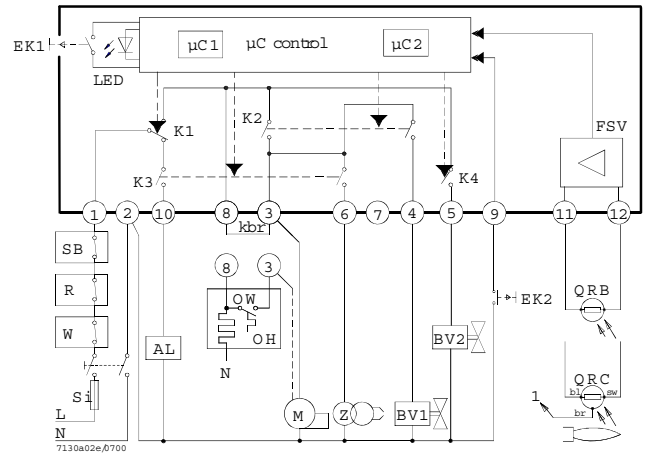 µC1 µC control µC2
EK1
LED
FSV
K1 K2
K3 K4
1 2 10 8 3 6 7 4 5 9 11 12
kbr
SB
8 3
QRB
R
OW
EK2
W
AL
OH
BV2
N
QRC
Si
bl sw
1
br
L
M Z BV1
N
7130a02e/0700